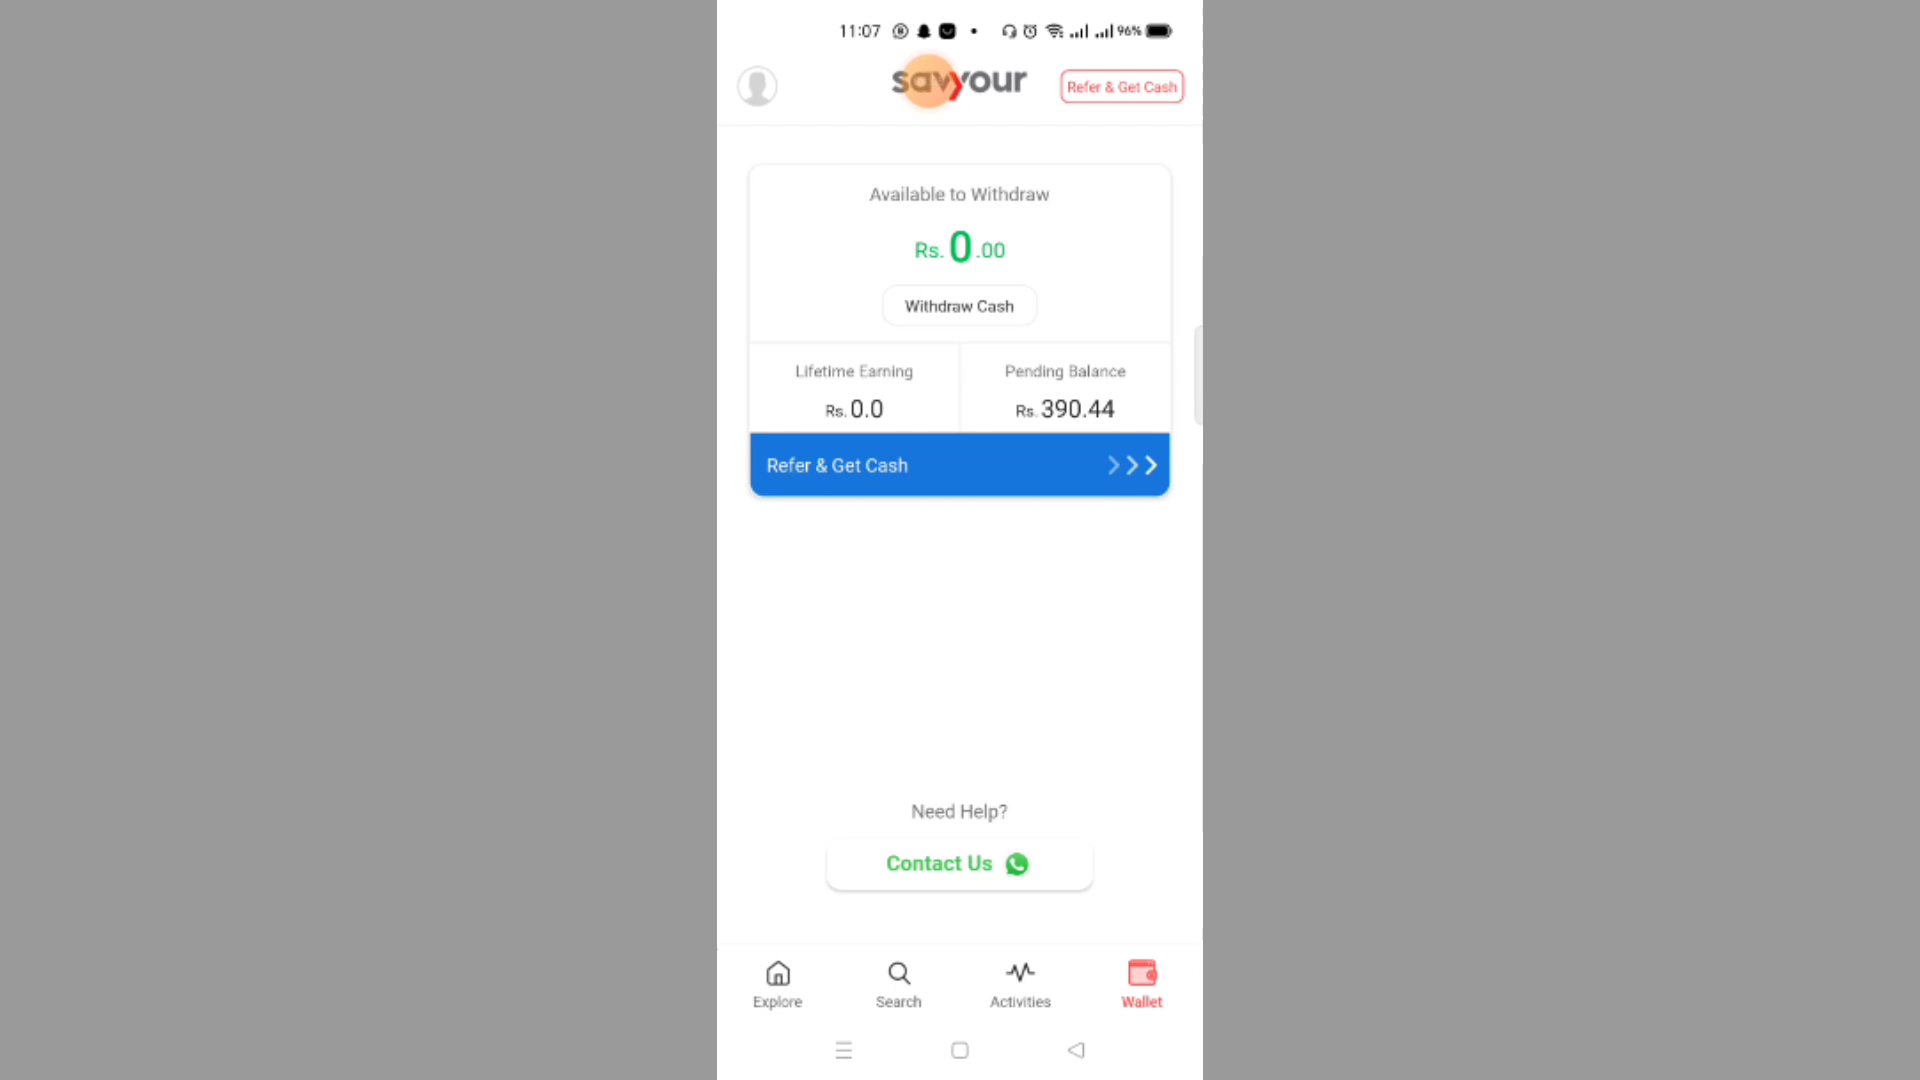 11:07 96%
savyour
Refer & Get Cash
Available to Withdraw
Rs. 0.00
Withdraw Cash
Lifetime Earning Pending Balance
Rs. 0.0 Rs. 390.44
Refer & Get Cash
Need Help?
Contact Us
Explore Search Activities Wallet